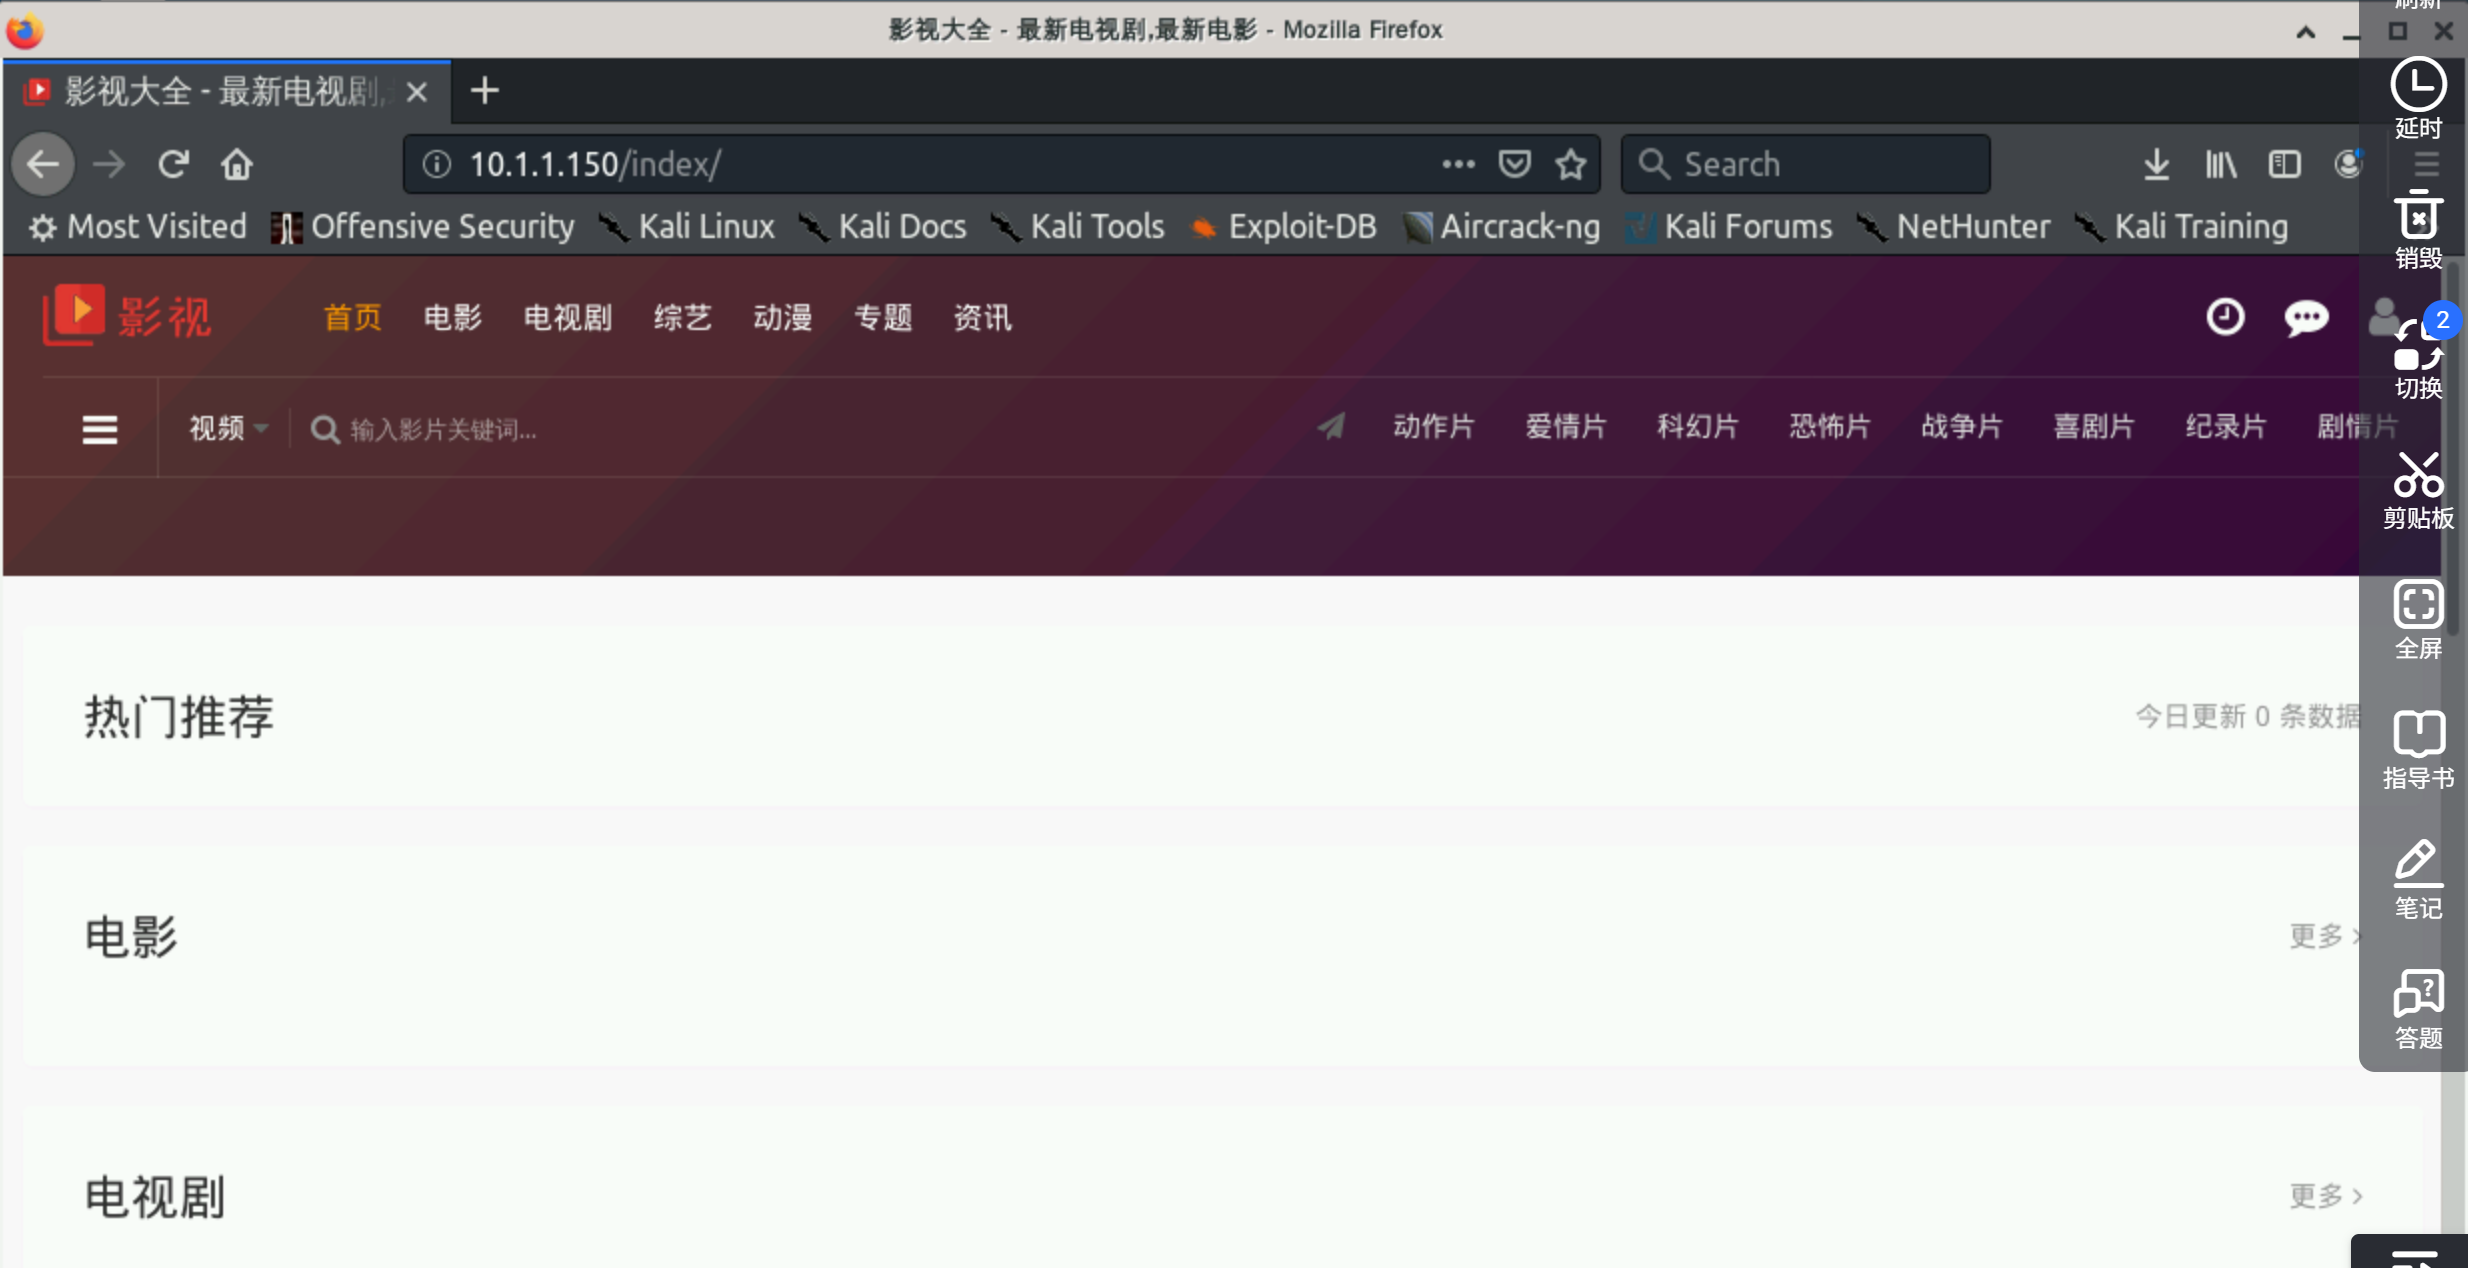 影视大全 - 最新电视剧,最新电影 - Mozilla Firefox
刷新
影视大全 - 最新电视剧,
延时
10.1.1.150/index/
Search
Most Visited Offensive Security Kali Linux Kali Docs Kali Tools Exploit-DB Aircrack-ng Kali Forums NetHunter Kali Training
销毁
影视 首页 电影 电视剧 综艺 动漫 专题 资讯
2
切换
视频 输入影片关键词... 动作片 爱情片 科幻片 恐怖片 战争片 喜剧片 纪录片 剧情片
剪贴板
全屏
热门推荐 今日更新 0 条数据
指导书
笔记
电影 更多 >
答题
电视剧 更多 >